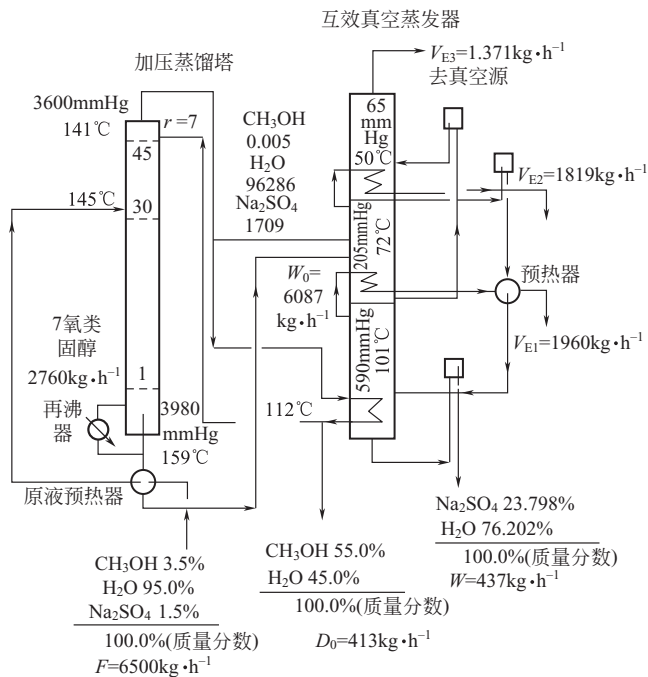 互效真空蒸发器
V_E3=1.371kg·h⁻¹
去真空源
加压蒸馏塔
3600mmHg
141℃
r=7
45
145℃
30
7氧类
固醇
2760kg·h⁻¹
1
再沸
器
3980
mmHg
159℃
原液预热器
CH₃OH
0.005
H₂O
96286
Na₂SO₄
1709
W₀=
6087
kg·h⁻¹
65
mm
Hg
50℃
205mmHg
72℃
590mmHg
101℃
112℃
V_E2=1819kg·h⁻¹
预热器
V_E1=1960kg·h⁻¹
CH₃OH 3.5%
H₂O 95.0%
Na₂SO₄ 1.5%
100.0%(质量分数)
F=6500kg·h⁻¹
CH₃OH 55.0%
H₂O 45.0%
100.0%(质量分数)
D₀=413kg·h⁻¹
Na₂SO₄ 23.798%
H₂O 76.202%
100.0%(质量分数)
W=437kg·h⁻¹